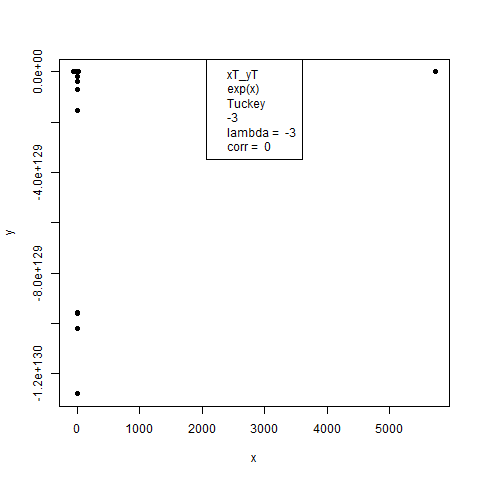 xT_yT
exp(x)
Tuckey
-3
lambda = -3
corr = 0
0.0e+00
-4.0e+129
-8.0e+129
-1.2e+130
y
0
1000
2000
3000
4000
5000
x